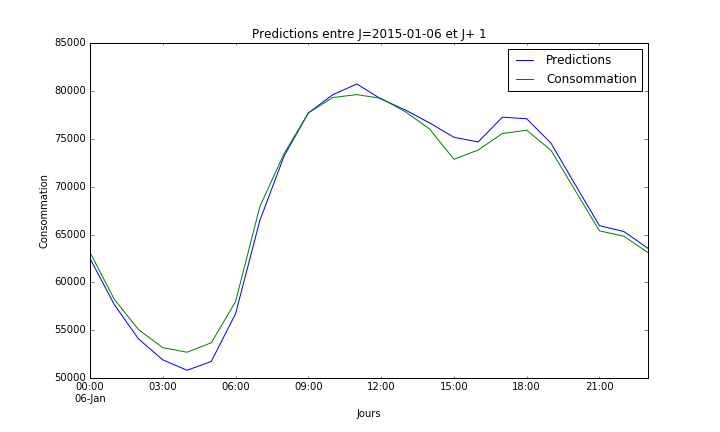 Predictions entre J=2015-01-06 et J+ 1
85000
Predictions
Consommation
80000
75000
70000
Consommation
65000
60000
55000
50000
00:00 03:00 06:00 09:00 12:00 15:00 18:00 21:00
06-Jan
Jours